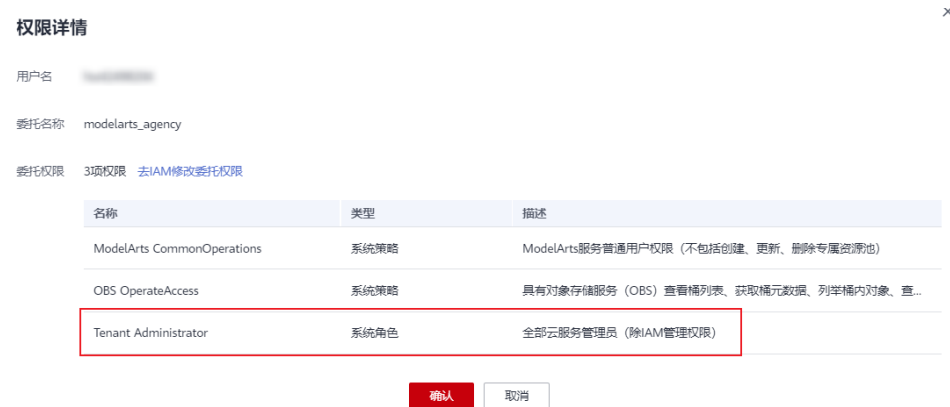 ×
权限详情
用户名
委托名称 modelarts_agency
委托权限 3项权限 去IAM修改委托权限
名称 类型 描述
ModelArts CommonOperations 系统策略 ModelArts服务普通用户权限（不包括创建、更新、删除专属资源池）
OBS OperateAccess 系统策略 具有对象存储服务（OBS）查看桶列表、获取桶元数据、列举桶内对象、查...
Tenant Administrator 系统角色 全部云服务管理员（除IAM管理权限）
确认 取消